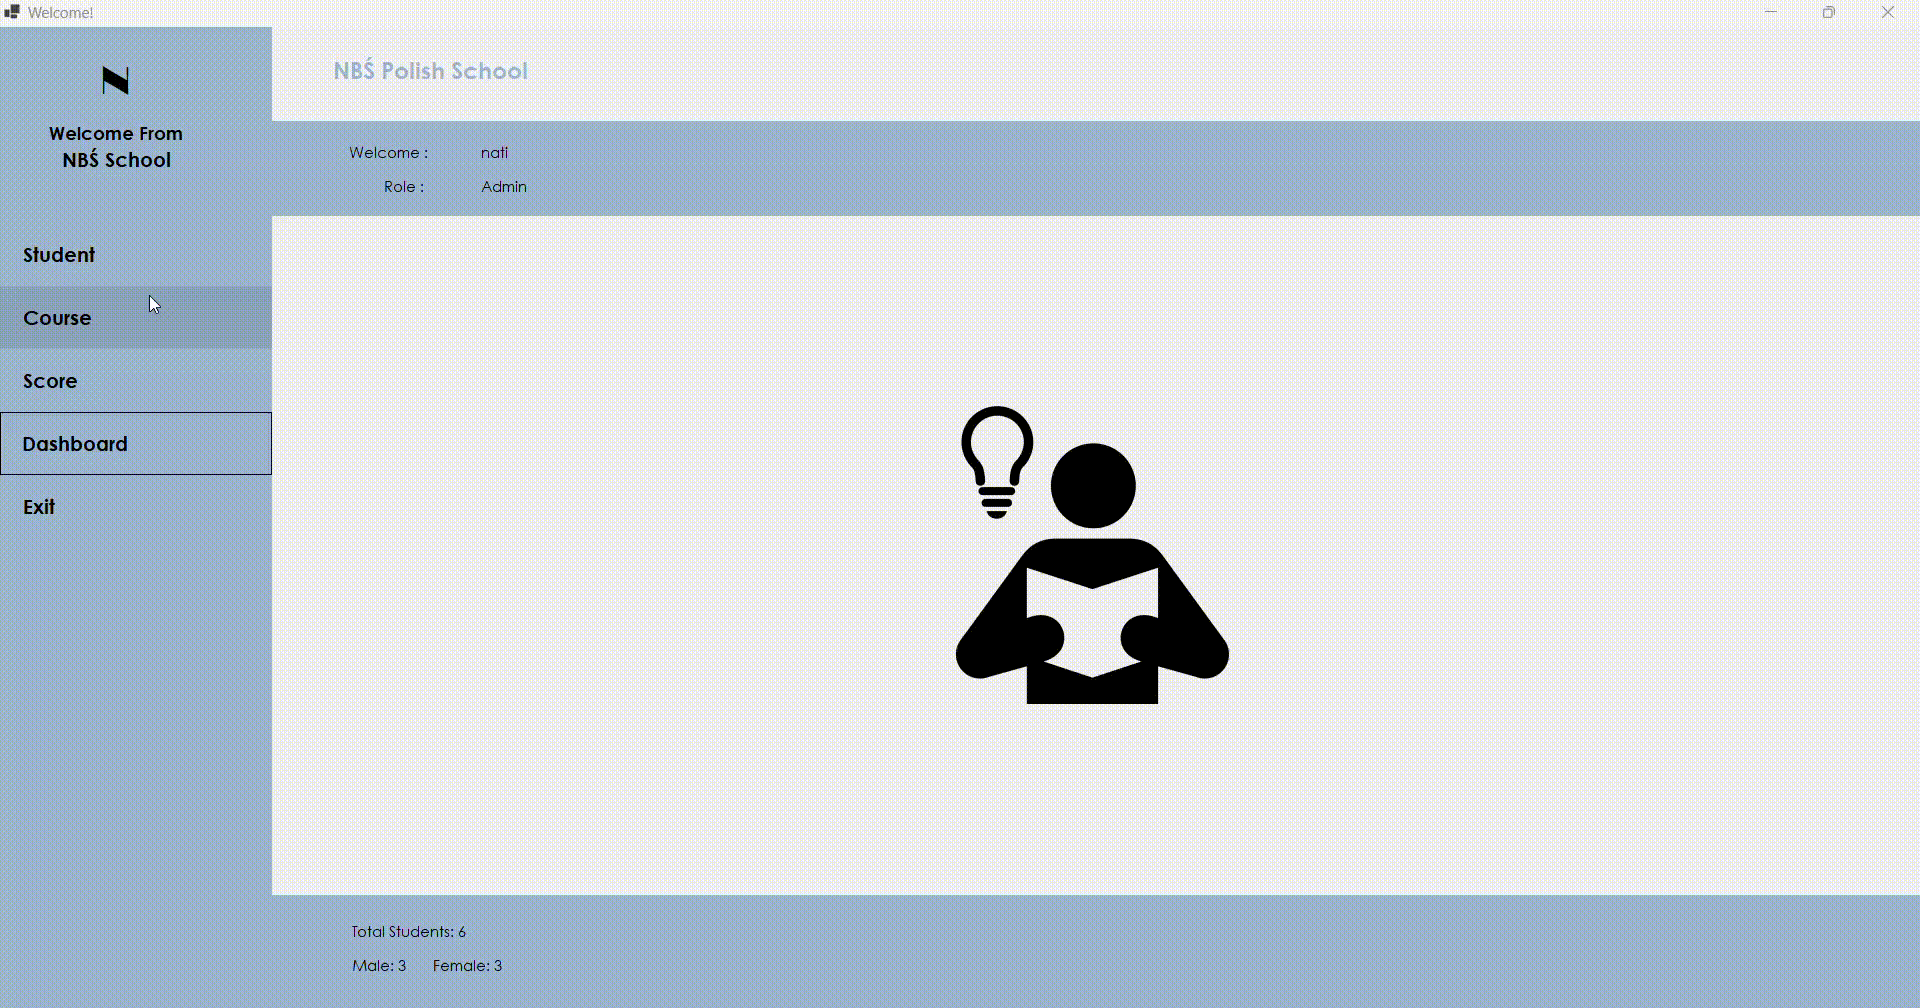 Welcome!
NBŚ Polish School
Welcome From
NBŚ School
Welcome : nati
Role : Admin
Student
Course
Score
Dashboard
Exit
Total Students: 6
Male: 3 Female: 3